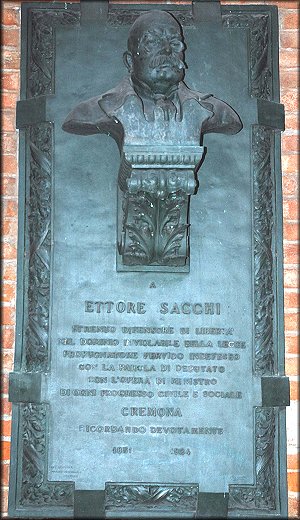 A
ETTORE SACCHI
STRENUO DIFENSORE DI LIBERTÀ
NEL DOMINIO INVIOLABILE DELLA LEGGE
PROPUGNATORE FERVIDO INDEFESSO
CON LA PAROLA DI DEPUTATO
CON L'OPERA DI MINISTRO
DI OGNI PROGRESSO CIVILE E SOCIALE
CREMONA
RICORDANDO DEVOTAMENTE
1851 1924